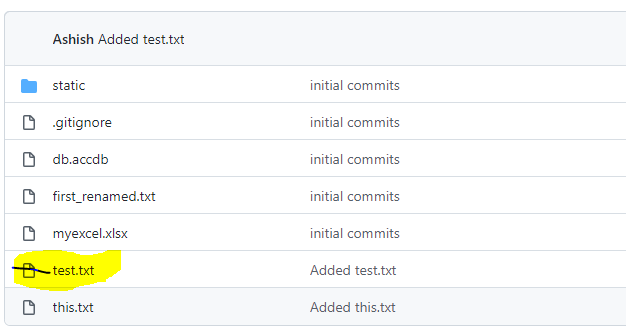 Ashish Added test.txt
static initial commits
.gitignore initial commits
db.accdb initial commits
first_renamed.txt initial commits
myexcel.xlsx initial commits
test.txt Added test.txt
this.txt Added this.txt